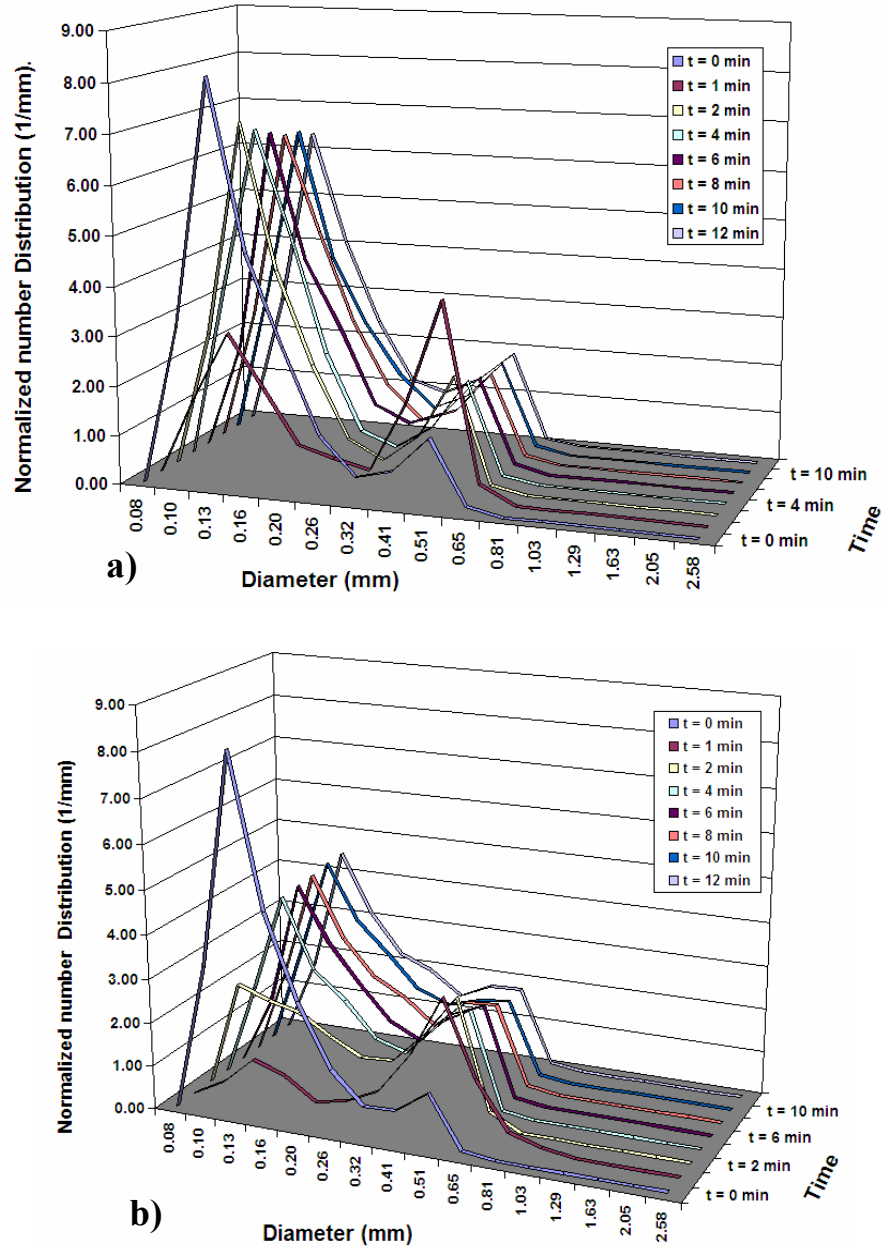 9.00
8.00
7.00
6.00
5.00
4.00
3.00
2.00
1.00
0.00
Normalized number Distribution (1/mm).
t = 0 min
t = 1 min
t = 2 min
t = 4 min
t = 6 min
t = 8 min
t = 10 min
t = 12 min
0.08
0.10
0.13
0.16
0.20
0.26
0.32
0.41
0.51
0.65
0.81
1.03
1.29
1.63
2.05
2.58
t = 10 min
t = 4 min
t = 0 min
Time
a)
Diameter (mm)
9.00
8.00
7.00
6.00
5.00
4.00
3.00
2.00
1.00
0.00
Normalized number Distribution (1/mm)
t = 0 min
t = 1 min
t = 2 min
t = 4 min
t = 6 min
t = 8 min
t = 10 min
t = 12 min
0.08
0.10
0.13
0.16
0.20
0.26
0.32
0.41
0.51
0.65
0.81
1.03
1.29
1.63
2.05
2.58
t = 10 min
t = 6 min
t = 2 min
t = 0 min
Time
b)
Diameter (mm)